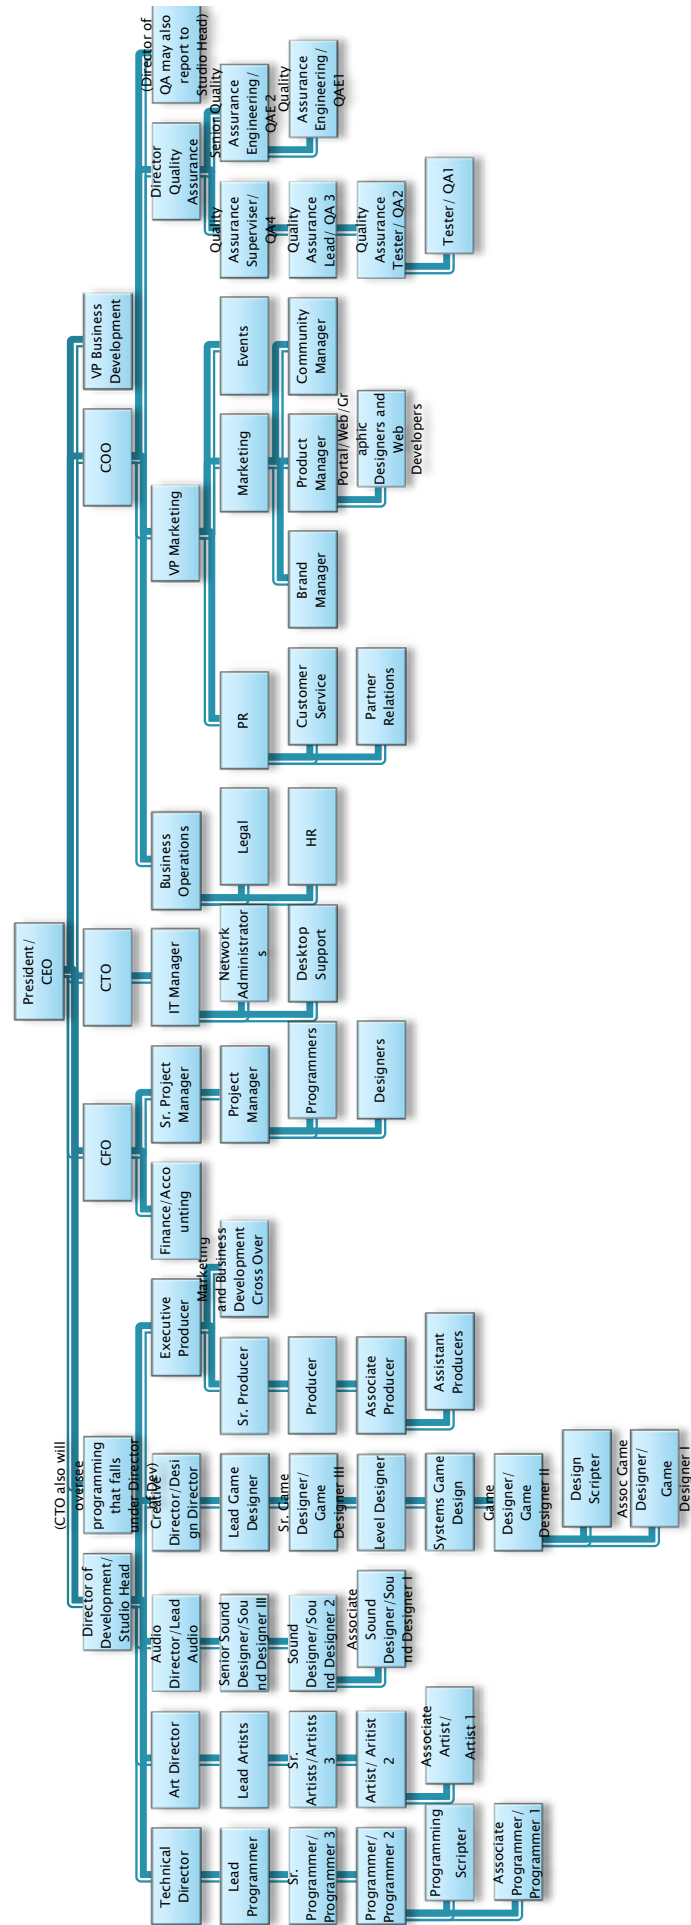 President/
CEO
Director of
Development/
Studio Head
(CTO also will
oversee
programming
that falls
under Director
of Dev)
CFO
CTO
COO
VP Business
Development
Technical
Director
Art Director
Audio
Director/Lead
Audio
Creative
Director/Desi
gn Director
Executive
Producer
Finance/Acco
unting
Sr. Project
Manager
IT Manager
Business
Operations
VP Marketing
Director
Quality
Assurance
(Director of
QA may also
report to
Studio Head)
Lead
Programmer
Lead Artists
Senior Sound
Designer/Sou
nd Designer III
Lead Game
Designer
Sr. Producer
Marketing
and Business
Development
Cross Over
Project
Manager
Network
Administrator
s
Legal
PR
Marketing
Events
Quality
Assurance
Superviser/
QA4
Senior Quality
Assurance
Engineering/
QAE 2
Sr.
Programmer/
Programmer 3
Sr.
Artists/Artists
3
Sound
Designer/Sou
nd Designer 2
Sr. Game
Designer/
Game
Designer III
Producer
Programmers
Desktop
Support
HR
Customer
Service
Brand
Manager
Product
Manager
Community
Manager
Quality
Assurance
Lead/ QA 3
Quality
Assurance
Engineering/
QAE1
Programmer/
Programmer 2
Artist/ Aritist
2
Associate
Sound
Designer/Sou
nd Designer I
Level Designer
Associate
Producer
Designers
Partner
Relations
Portal/Web/Gr
aphic
Designers and
Web
Developers
Quality
Assurance
Tester/ QA2
Programming
Scripter
Associate
Artist/
Artist 1
Systems Game
Design
Assistant
Producers
Tester/ QA1
Associate
Programmer/
Programmer 1
Game
Designer/
Game
Designer II
Design
Scripter
Assoc Game
Designer/
Game
Designer I